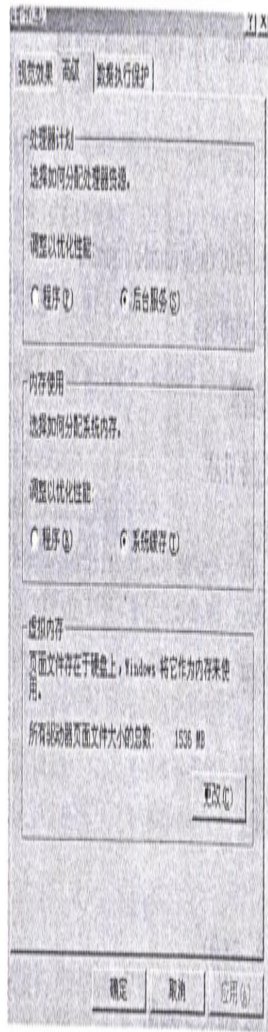 视觉效果 高级 数据执行保护
处理器计划
选择如何分配处理器资源。
调整以优化性能:
程序(P) 后台服务(S)
内存使用
选择如何分配系统内存。
调整以优化性能:
程序(R) 系统缓存(T)
虚拟内存
页面文件存在于硬盘上，Windows 将它作为内存来使
用。
所有驱动器页面文件大小的总数: 1536 MB
更改(C)
确定 取消 应用(A)